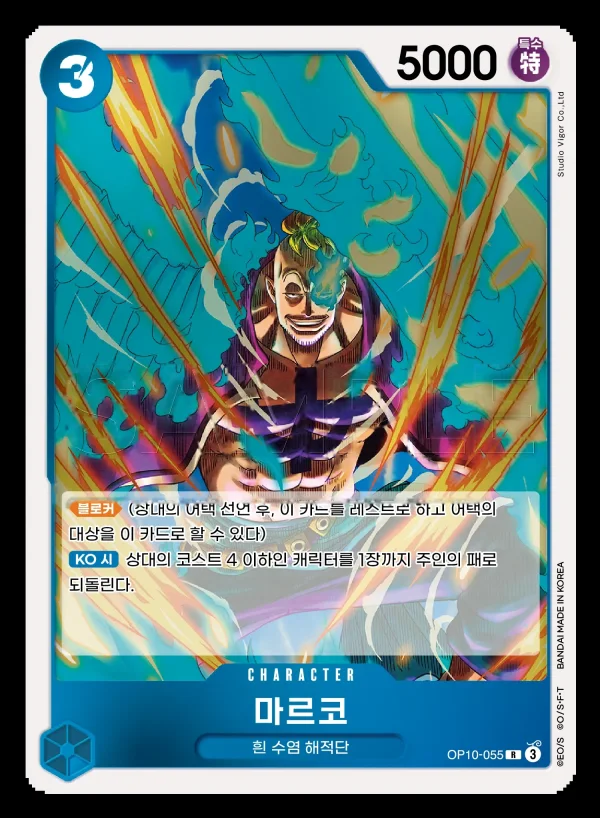 3
5000
특수
特
Studio Vigor Co.,Ltd
SAMPLE
블로커 (상대의 어택 선언 후, 이 카드를 레스트로 하고 어택의
대상을 이 카드로 할 수 있다)
KO 시 상대의 코스트 4 이하인 캐릭터를 1장까지 주인의 패로
되돌린다.
CHARACTER
마르코
흰 수염 해적단
OP10-055 R 3
©EO/S ©O/S·F·T BANDAI MADE IN KOREA